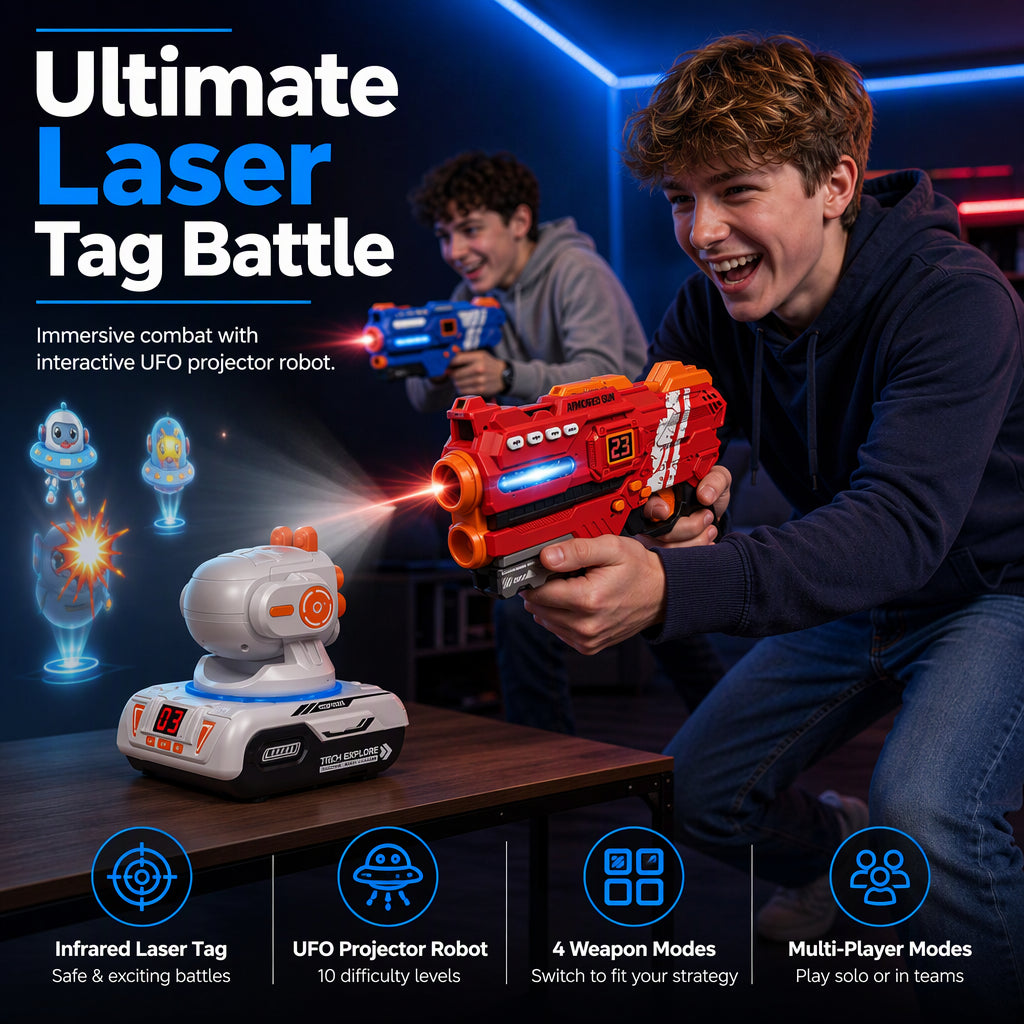 Ultimate
Laser
Tag Battle
Immersive combat with
interactive UFO projector robot.
ARMORED GUN
23
03
Infrared Laser Tag
Safe & exciting battles
UFO Projector Robot
10 difficulty levels
4 Weapon Modes
Switch to fit your strategy
Multi-Player Modes
Play solo or in teams